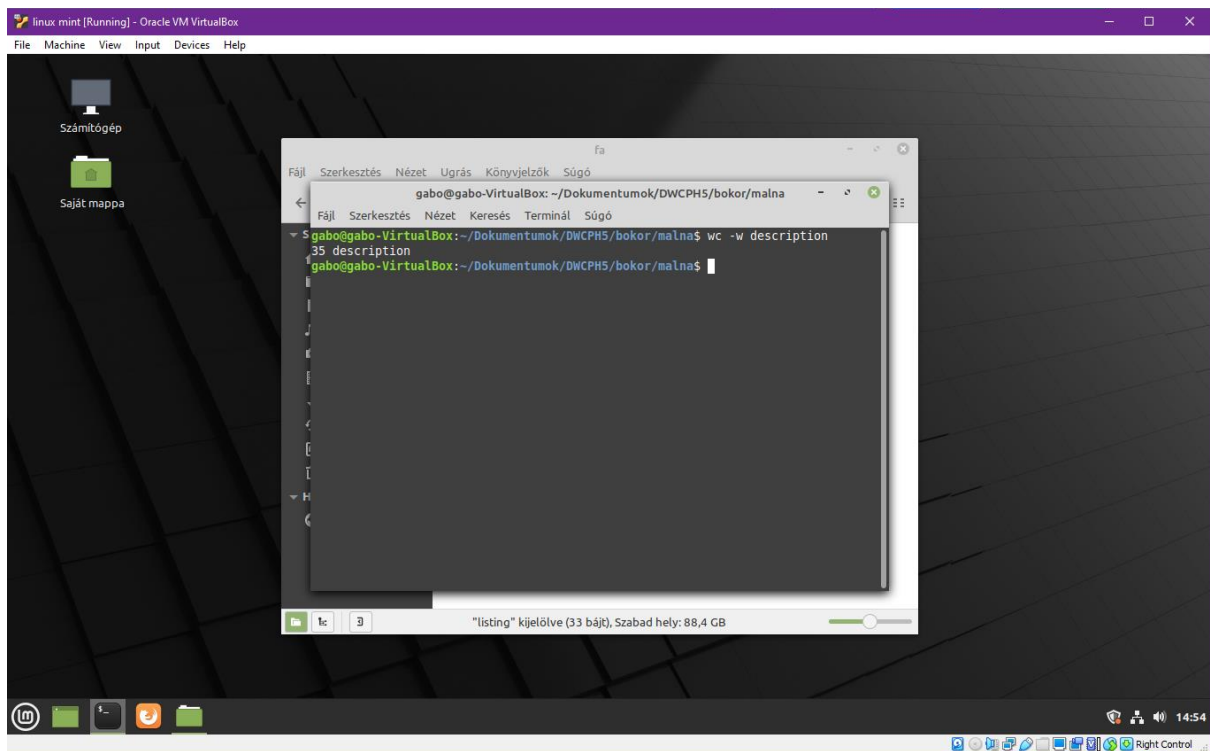 linux mint [Running] - Oracle VM VirtualBox
File Machine View Input Devices Help
Számítógép
Saját mappa
fa
Fájl Szerkesztés Nézet Ugrás Könyvjelzők Súgó
gabo@gabo-VirtualBox: ~/Dokumentumok/DWCPH5/bokor/malna
Fájl Szerkesztés Nézet Keresés Terminál Súgó
gabo@gabo-VirtualBox:~/Dokumentumok/DWCPH5/bokor/malna$ wc -w description
35 description
gabo@gabo-VirtualBox:~/Dokumentumok/DWCPH5/bokor/malna$
"listing" kijelölve (33 bájt), Szabad hely: 88,4 GB
14:54
Right Control